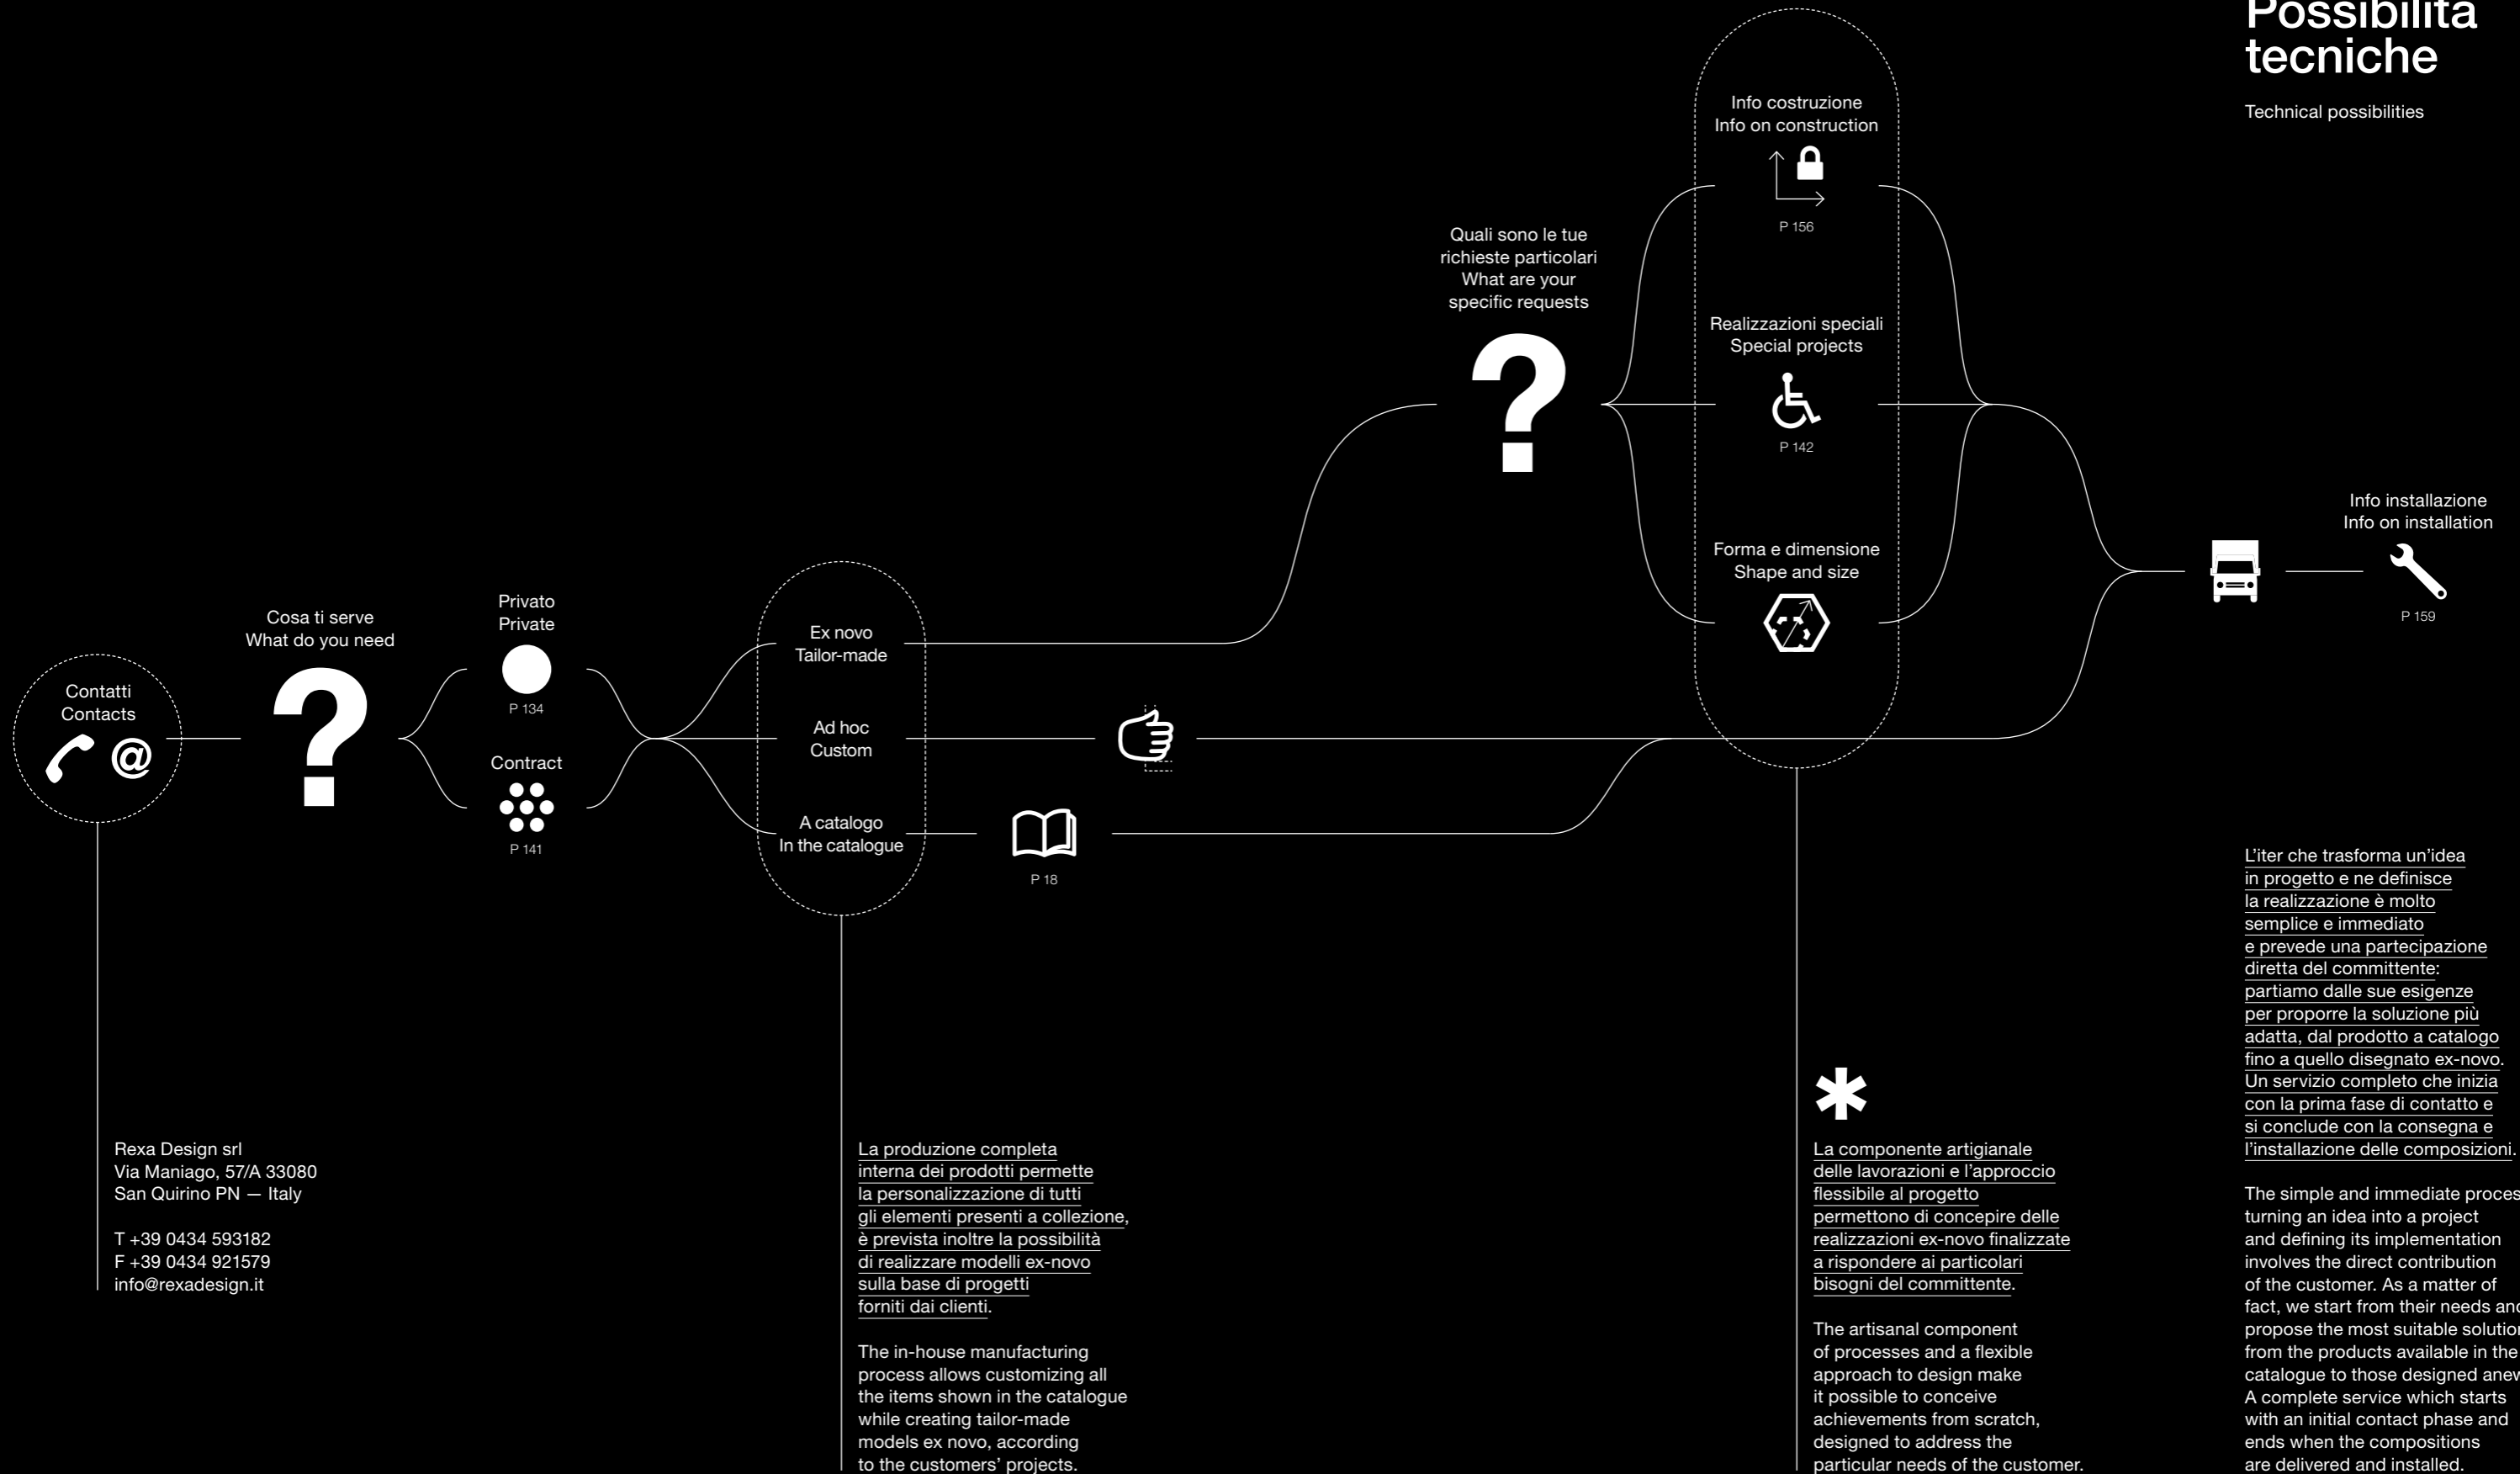 Possibilità
tecniche
Technical possibilities
Info costruzione
Info on construction
P 156
Quali sono le tue
richieste particolari
What are your
specific requests
?
Realizzazioni speciali
Special projects
P 142
Forma e dimensione
Shape and size
Info installazione
Info on installation
P 159
Contatti
Contacts
@
Cosa ti serve
What do you need
?
Privato
Private
P 134
Contract
P 141
Ex novo
Tailor-made
Ad hoc
Custom
A catalogo
In the catalogue
P 18
Rexa Design srl
Via Maniago, 57/A 33080
San Quirino PN — Italy
T +39 0434 593182
F +39 0434 921579
info@rexadesign.it
La produzione completa
interna dei prodotti permette
la personalizzazione di tutti
gli elementi presenti a collezione,
è prevista inoltre la possibilità
di realizzare modelli ex-novo
sulla base di progetti
forniti dai clienti.
The in-house manufacturing
process allows customizing all
the items shown in the catalogue
while creating tailor-made
models ex novo, according
to the customers’ projects.
*
La componente artigianale
delle lavorazioni e l’approccio
flessibile al progetto
permettono di concepire delle
realizzazioni ex-novo finalizzate
a rispondere ai particolari
bisogni del committente.
The artisanal component
of processes and a flexible
approach to design make
it possible to conceive
achievements from scratch,
designed to address the
particular needs of the customer.
L’iter che trasforma un’idea
in progetto e ne definisce
la realizzazione è molto
semplice e immediato
e prevede una partecipazione
diretta del committente:
partiamo dalle sue esigenze
per proporre la soluzione più
adatta, dal prodotto a catalogo
fino a quello disegnato ex-novo.
Un servizio completo che inizia
con la prima fase di contatto e
si conclude con la consegna e
l’installazione delle composizioni.
The simple and immediate proces
turning an idea into a project
and defining its implementation
involves the direct contribution
of the customer. As a matter of
fact, we start from their needs and
propose the most suitable solution
from the products available in the
catalogue to those designed anew
A complete service which starts
with an initial contact phase and
ends when the compositions
are delivered and installed.